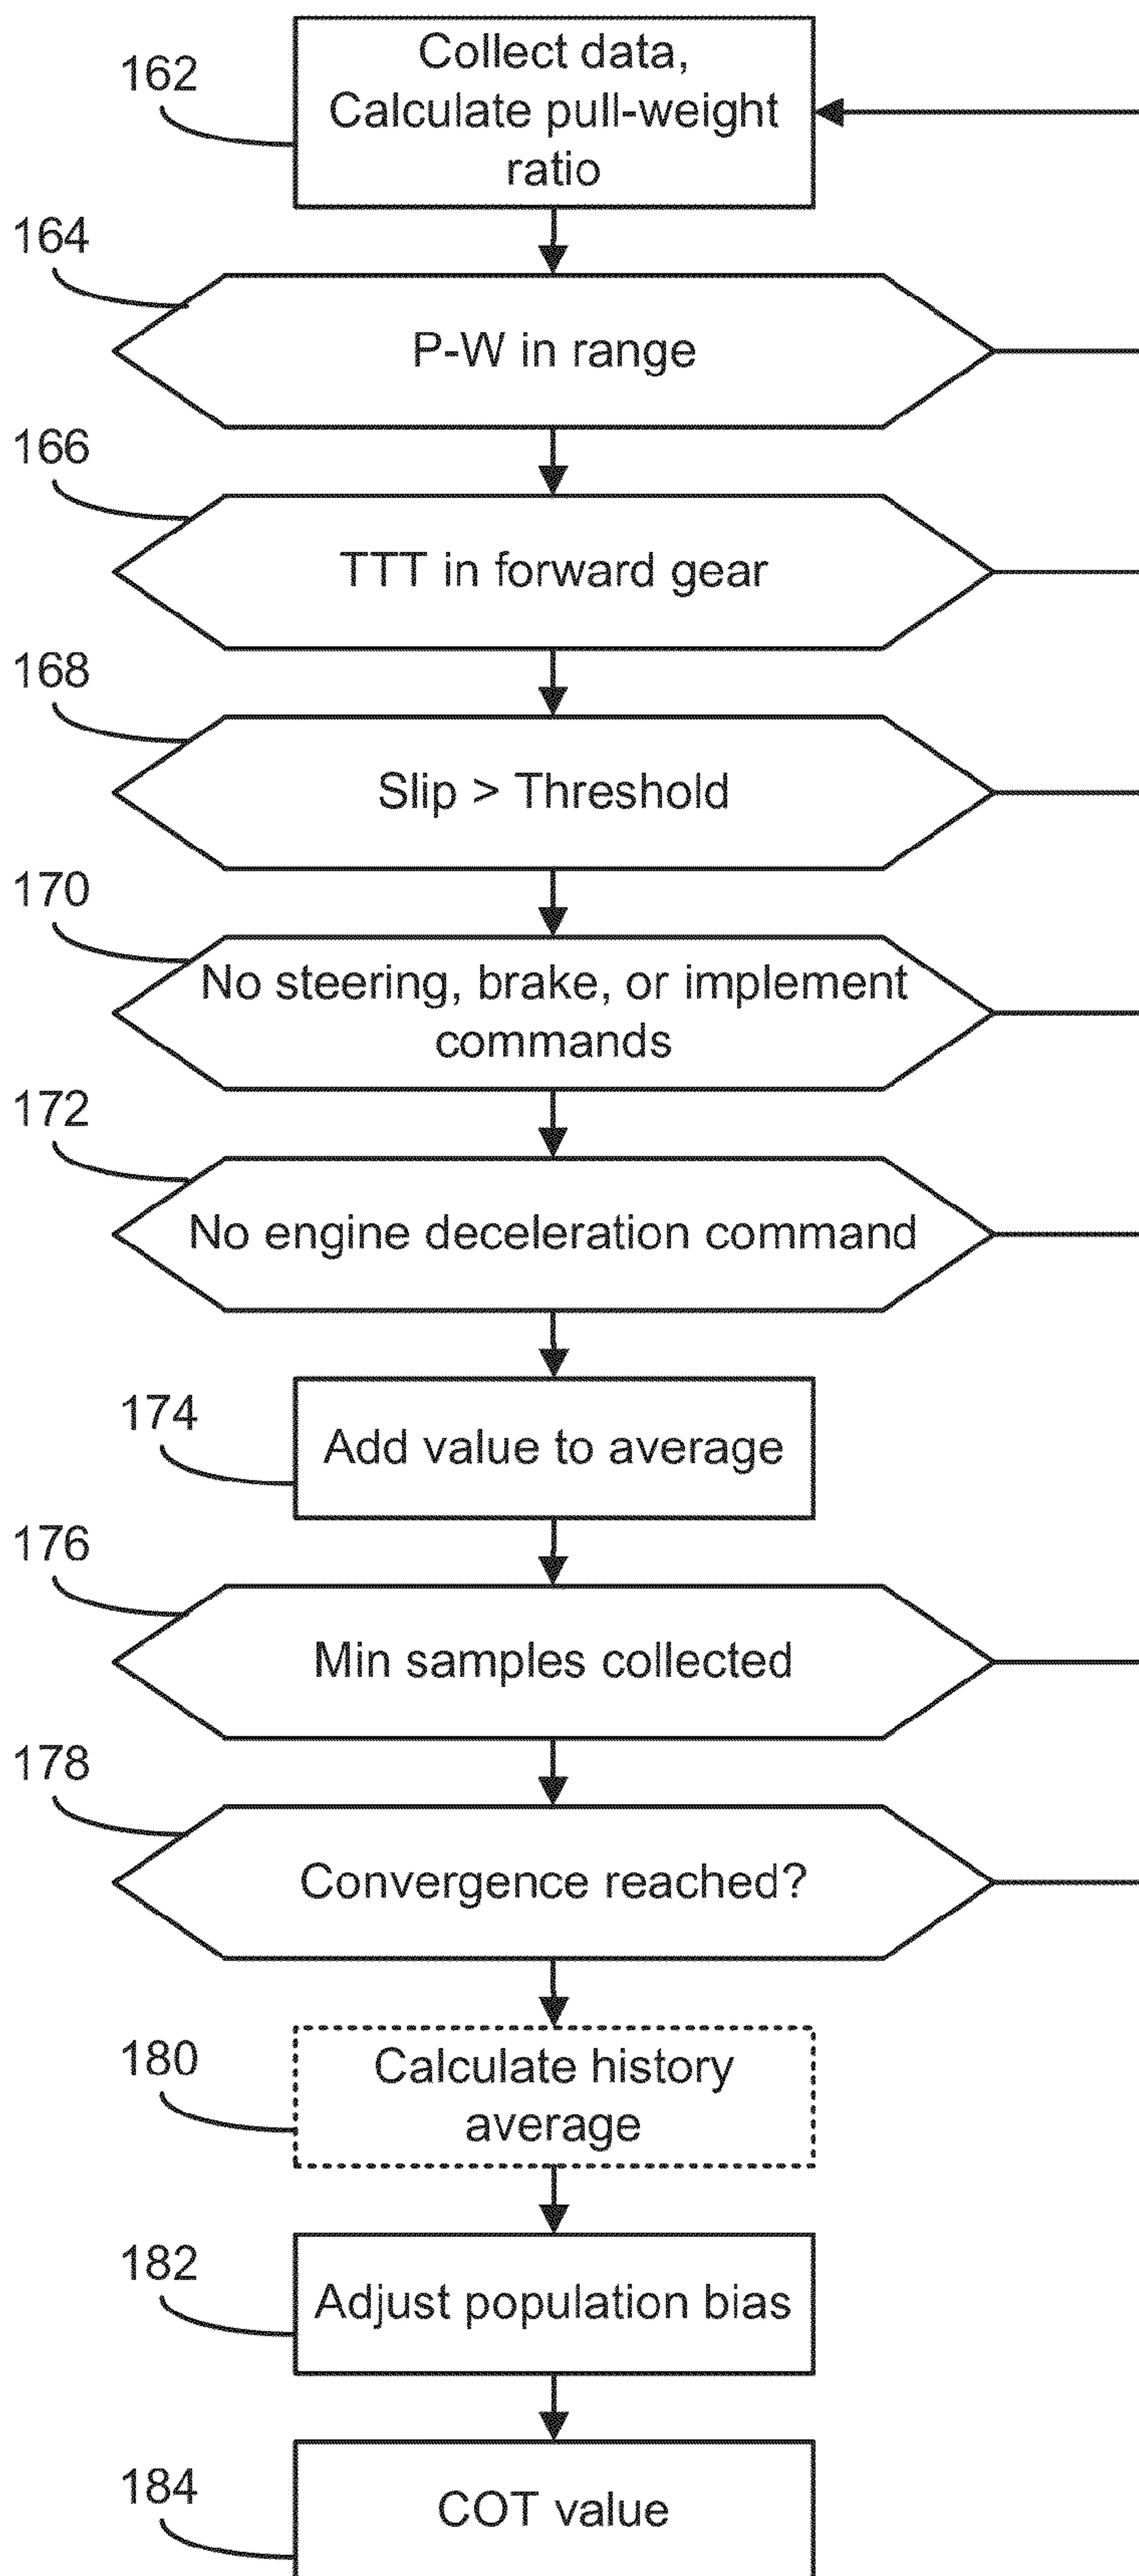 162
Collect data,
Calculate pull-weight
ratio
164
P-W in range
166
TTT in forward gear
168
Slip > Threshold
170
No steering, brake, or implement
commands
172
No engine deceleration command
174
Add value to average
176
Min samples collected
178
Convergence reached?
180
Calculate history
average
182
Adjust population bias
184
COT value